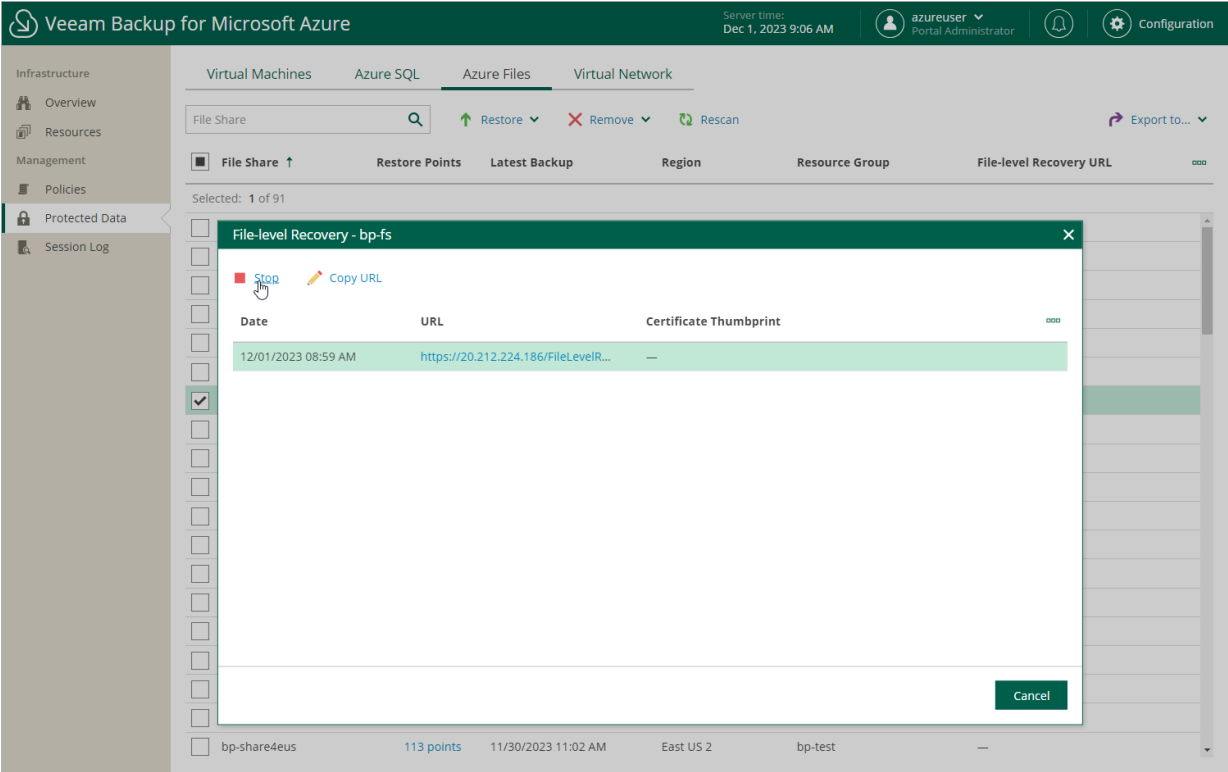 Veeam Backup for Microsoft Azure
Server time:
Dec 1, 2023 9:06 AM
azureuser
Portal Administrator
Configuration
Infrastructure
Overview
Resources
Management
Policies
Protected Data
Session Log
Virtual Machines Azure SQL Azure Files Virtual Network
File Share Restore Remove Rescan Export to...
File Share Restore Points Latest Backup Region Resource Group File-level Recovery URL
Selected: 1 of 91
File-level Recovery - bp-fs
Stop Copy URL
Date URL Certificate Thumbprint
12/01/2023 08:59 AM https://20.212.224.186/FileLevelR... —
Cancel
bp-share4eus 113 points 11/30/2023 11:02 AM East US 2 bp-test —